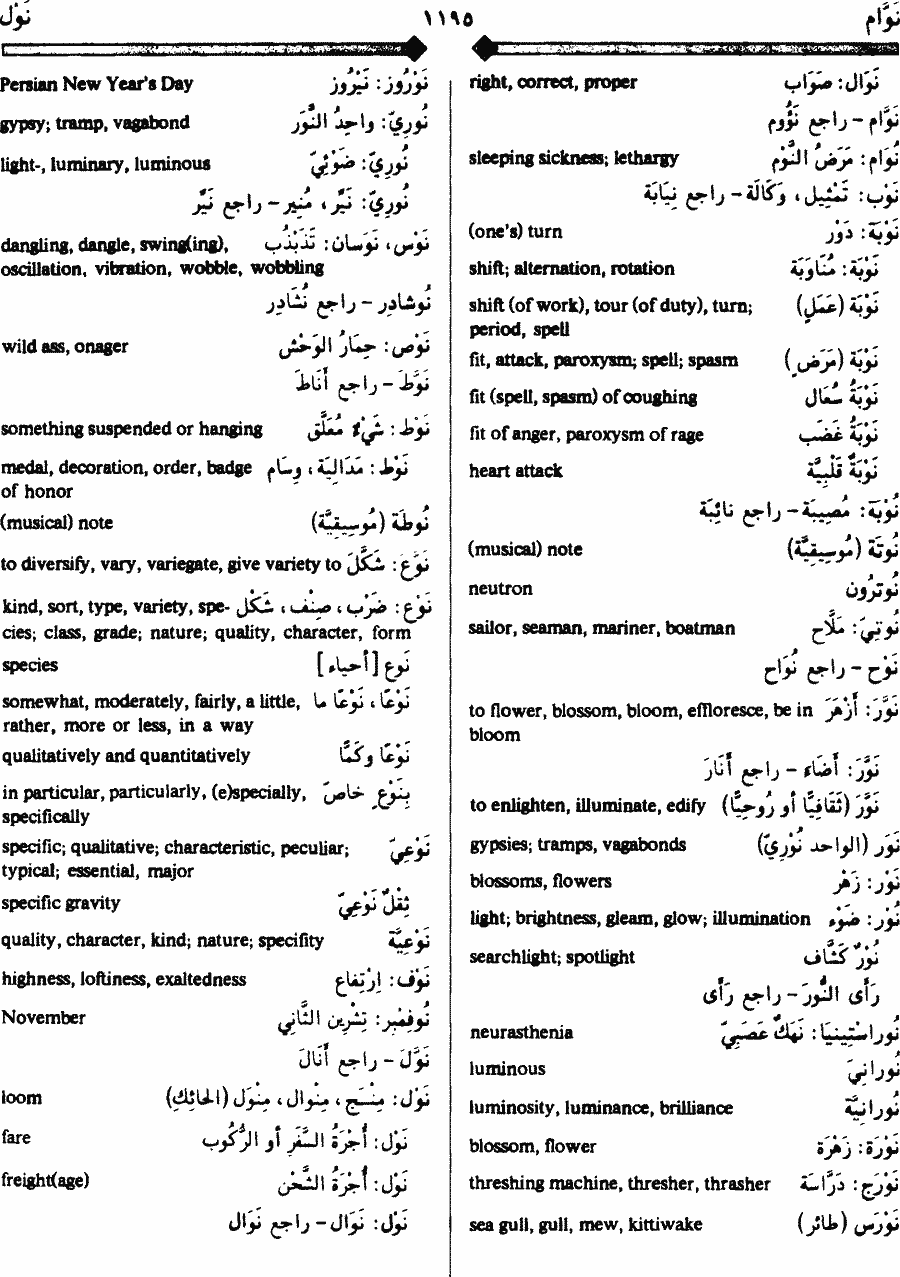 نَوَّام ١١٩٥ نَوْل
نَوَال: صَوَاب right, correct, proper
نَوَّام - راجع نَؤُوم
نُوَام: مَرَضُ النَّوْم sleeping sickness; lethargy
نَوْب: تَمْثِيل، وَكَالَة - راجع نِيَابَة
نَوْبَة: دَوْر (one's) turn
نَوْبَة: مُنَاوَبَة shift; alternation, rotation
نَوْبَة (عَمَل) shift (of work), tour (of duty), turn;
period, spell
نَوْبَة (مَرَضٍ) fit, attack, paroxysm; spell; spasm
نَوْبَةُ سُعَال fit (spell, spasm) of coughing
نَوْبَةُ غَضَب fit of anger, paroxysm of rage
نَوْبَةٌ قَلْبِيَّة heart attack
نَوْبَة: مُصِيبَة - راجع نائِبَة
نُوتَة (مُوسِيقِيَّة) (musical) note
نُوتْرُون neutron
نُوتِيّ: مَلَّاح sailor, seaman, mariner, boatman
نَوْح - راجع نُوَاح
نَوَّرَ: أَزْهَرَ to flower, blossom, bloom, effloresce, be in
bloom
نَوَّرَ: أَضَاءَ - راجع أَنَارَ
نَوَّرَ (ثَقَافِيًّا أو رُوحِيًّا) to enlighten, illuminate, edify
نَوَر (الواحد نُوْرِيّ) gypsies; tramps, vagabonds
نَوْر: زَهْر blossoms, flowers
نُور: ضَوْء light; brightness, gleam, glow; illumination
نُوْرٌ كَشَّاف searchlight; spotlight
رَأَى النُّورَ - راجع رَأَى
نُوراستِينِيَا: نَهَكٌ عَصَبِيّ neurasthenia
نُورانِيّ luminous
نُورانِيَّة luminosity, luminance, brilliance
نَوْرَة: زَهْرَة blossom, flower
نَوْرَج: دَرَّاسَة threshing machine, thresher, thrasher
نَوْرَس (طائر) sea gull, gull, mew, kittiwake
نَوْرُوز: نَيْرُوز Persian New Year's Day
نُورِيّ: واحِدُ النَّوَر gypsy; tramp, vagabond
نُورِيّ: ضَوْئِيّ light-, luminary, luminous
نُورِيّ: نَيِّر، مُنِير - راجع نَيِّر
نَوْس، نَوَسان: تَذَبْذُب dangling, dangle, swing(ing),
oscillation, vibration, wobble, wobbling
نُوشادِر - راجع نُشَادِر
نَوْص: حِمَارُ الوَحْش wild ass, onager
نَوَّطَ - راجع أَنَاطَ
نَوْط: شَيْءٌ مُعَلَّق something suspended or hanging
نَوْط: مَدَالِيَة، وِسَام medal, decoration, order, badge
of honor
نُوطَة (مُوسِيقِيَّة) (musical) note
نَوَّعَ: شَكَّلَ to diversify, vary, variegate, give variety to
نَوْع: ضَرْب، صِنْف، شَكْل kind, sort, type, variety, spe-
cies; class, grade; nature; quality, character, form
نَوع [أحياء] species
نَوْعًا، نَوْعًا ما somewhat, moderately, fairly, a little,
rather, more or less, in a way
نَوْعًا وكَمًّا qualitatively and quantitatively
بِنَوْعٍ خاصّ in particular, particularly, (e)specially,
specifically
نَوْعِيّ specific; qualitative; characteristic, peculiar;
typical; essential, major
ثِقْلٌ نَوْعِيّ specific gravity
نَوْعِيَّة quality, character, kind; nature; specifity
نَوْف: اِرْتِفاع highness, loftiness, exaltedness
نُوفِمْبِر: تِشْرِين الثَّانِي November
نَوَّلَ - راجع أَنَالَ
نَوْل: مِنْسَج، مِنْوال، مِنْوَل (الحائِك) loom
نَوْل: أُجْرَةُ السَّفَر أو الرُّكُوب fare
نَوْل: أُجْرَةُ الشَّحْن freight(age)
نَوْل: نَوَال - راجع نَوَال